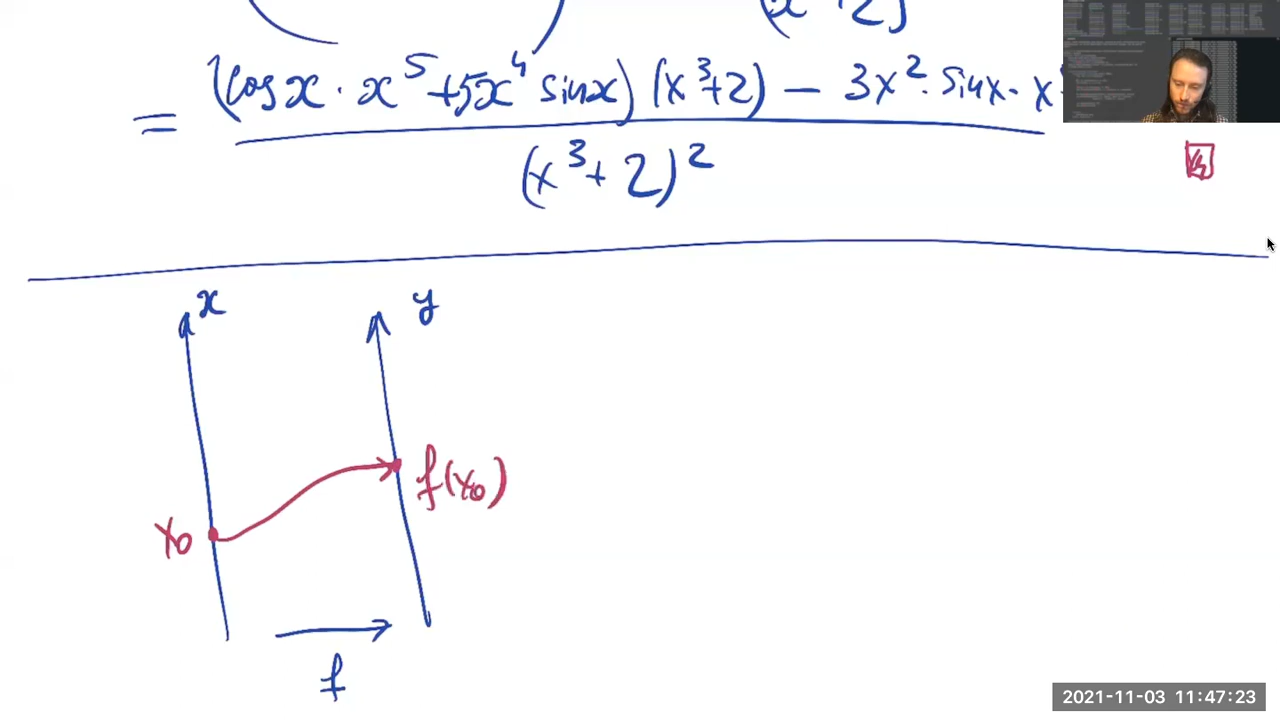 (cos x · x⁵ + 5x⁴ sin x) (x³+2) − 3x² · sin x · x
=
(x³ + 2)²
x y
f(x₀)
x₀
f
2021-11-03 11:47:23